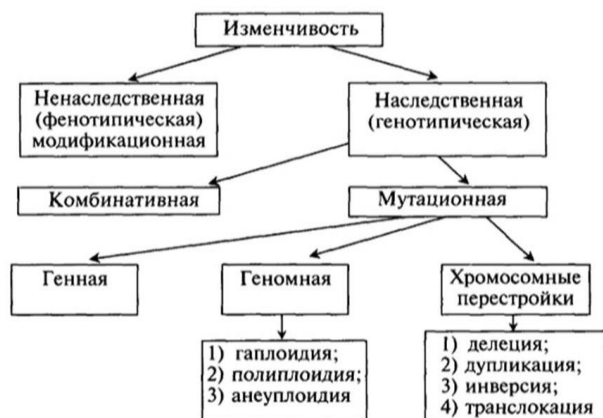 Изменчивость
Ненаследственная
(фенотипическая)
модификационная
Наследственная
(генотипическая)
Комбинативная
Мутационная
Генная
Геномная
Хромосомные
перестройки
1) гаплоидия;
2) полиплоидия;
3) анеуплоидия
1) делеция;
2) дупликация;
3) инверсия;
4) транслокация